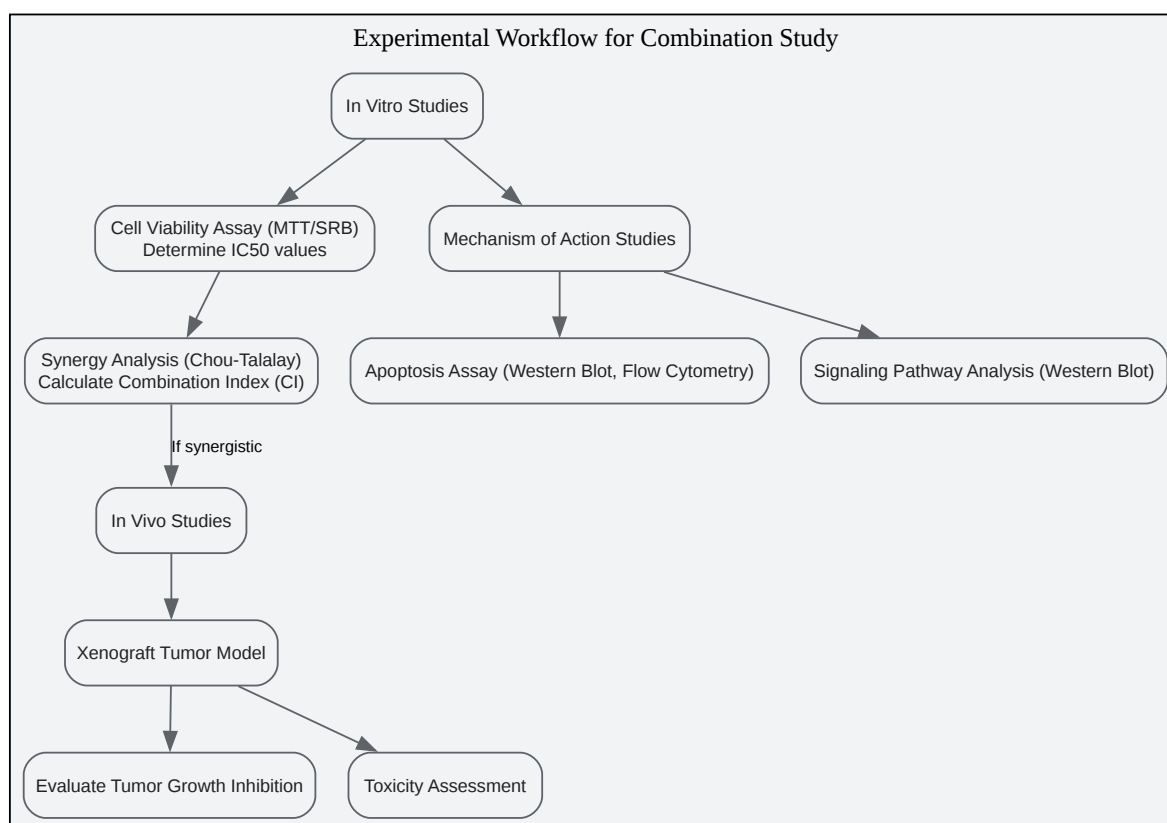 Experimental Workflow for Combination Study
In Vitro Studies
Cell Viability Assay (MTT/SRB)
Determine IC50 values
Mechanism of Action Studies
Synergy Analysis (Chou-Talalay)
Calculate Combination Index (CI)
Apoptosis Assay (Western Blot, Flow Cytometry)
Signaling Pathway Analysis (Western Blot)
If synergistic
In Vivo Studies
Xenograft Tumor Model
Evaluate Tumor Growth Inhibition
Toxicity Assessment